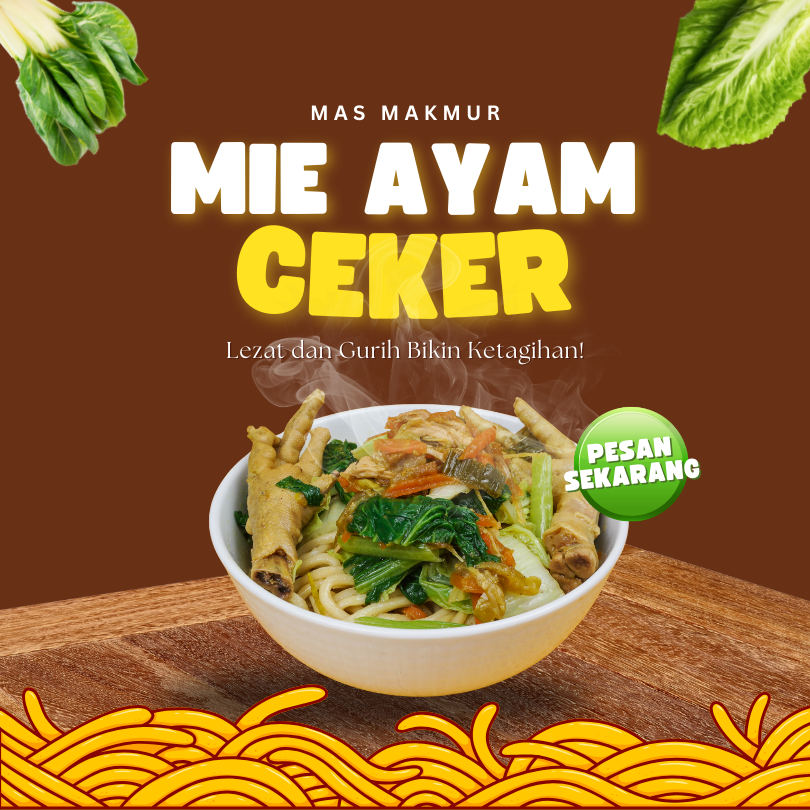 MAS MAKMUR
MIE AYAM
CEKER
Lezat dan Gurih Bikin Ketagihan!
PESAN
SEKARANG